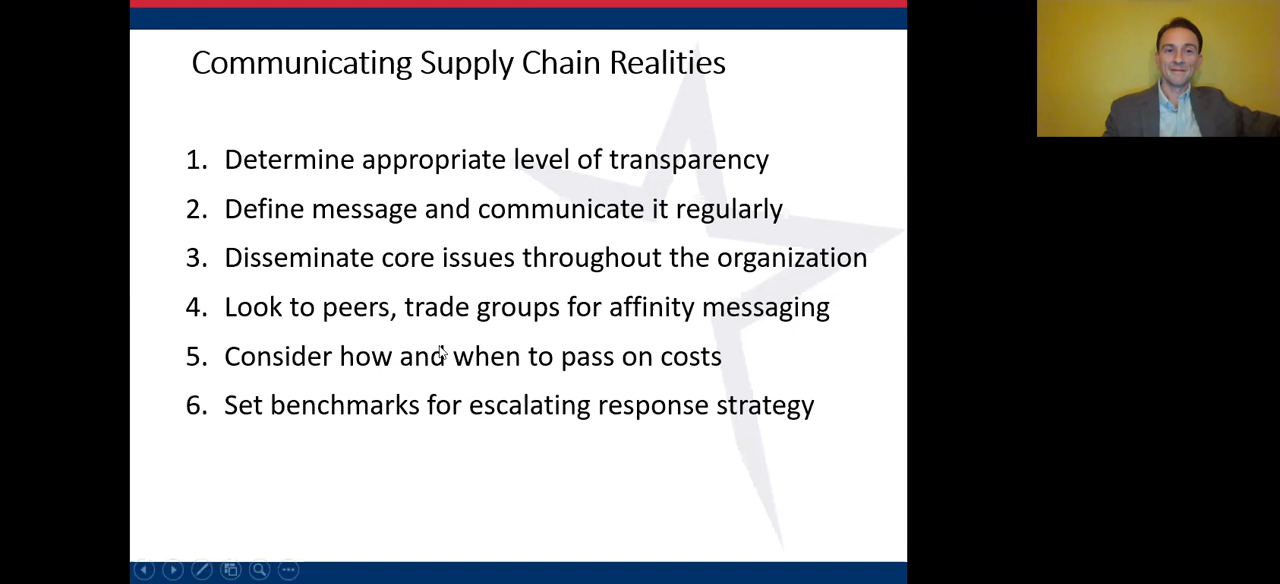 Communicating Supply Chain Realities
1. Determine appropriate level of transparency
2. Define message and communicate it regularly
3. Disseminate core issues throughout the organization
4. Look to peers, trade groups for affinity messaging
5. Consider how and when to pass on costs
6. Set benchmarks for escalating response strategy